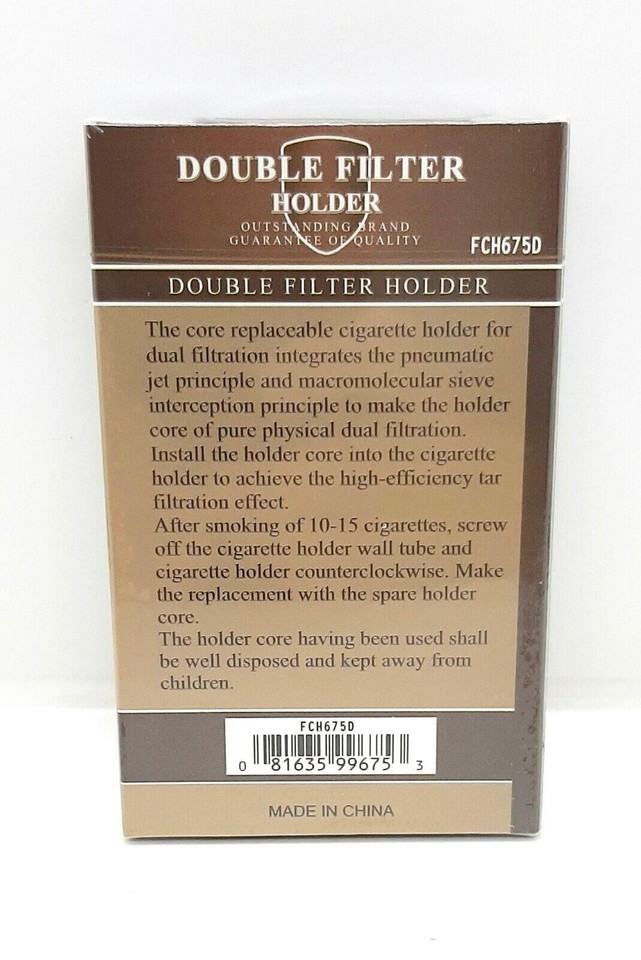 DOUBLE FILTER
HOLDER
OUTSTANDING BRAND
GUARANTEE OF QUALITY
FCH675D
DOUBLE FILTER HOLDER
The core replaceable cigarette holder for
dual filtration integrates the pneumatic
jet principle and macromolecular sieve
interception principle to make the holder
core of pure physical dual filtration.
Install the holder core into the cigarette
holder to achieve the high-efficiency tar
filtration effect.
After smoking of 10-15 cigarettes, screw
off the cigarette holder wall tube and
cigarette holder counterclockwise. Make
the replacement with the spare holder
core.
The holder core having been used shall
be well disposed and kept away from
children.
FCH675D
0 81635 99675 3
MADE IN CHINA